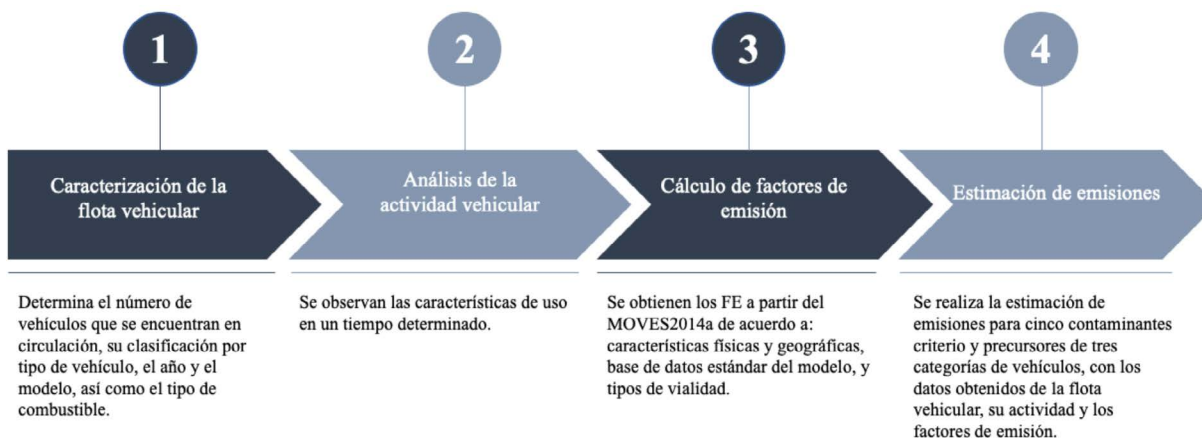 1
2
3
4
Caracterización de la
flota vehicular
Análisis de la
actividad vehicular
Cálculo de factores de
emisión
Estimación de emisiones
Determina el número de
vehículos que se encuentran en
circulación, su clasificación por
tipo de vehículo, el año y el
modelo, así como el tipo de
combustible.
Se observan las características de uso
en un tiempo determinado.
Se obtienen los FE a partir del
MOVES2014a de acuerdo a:
características físicas y geográficas,
base de datos estándar del modelo, y
tipos de vialidad.
Se realiza la estimación de
emisiones para cinco contaminantes
criterio y precursores de tres
categorías de vehículos, con los
datos obtenidos de la flota
vehicular, su actividad y los
factores de emisión.